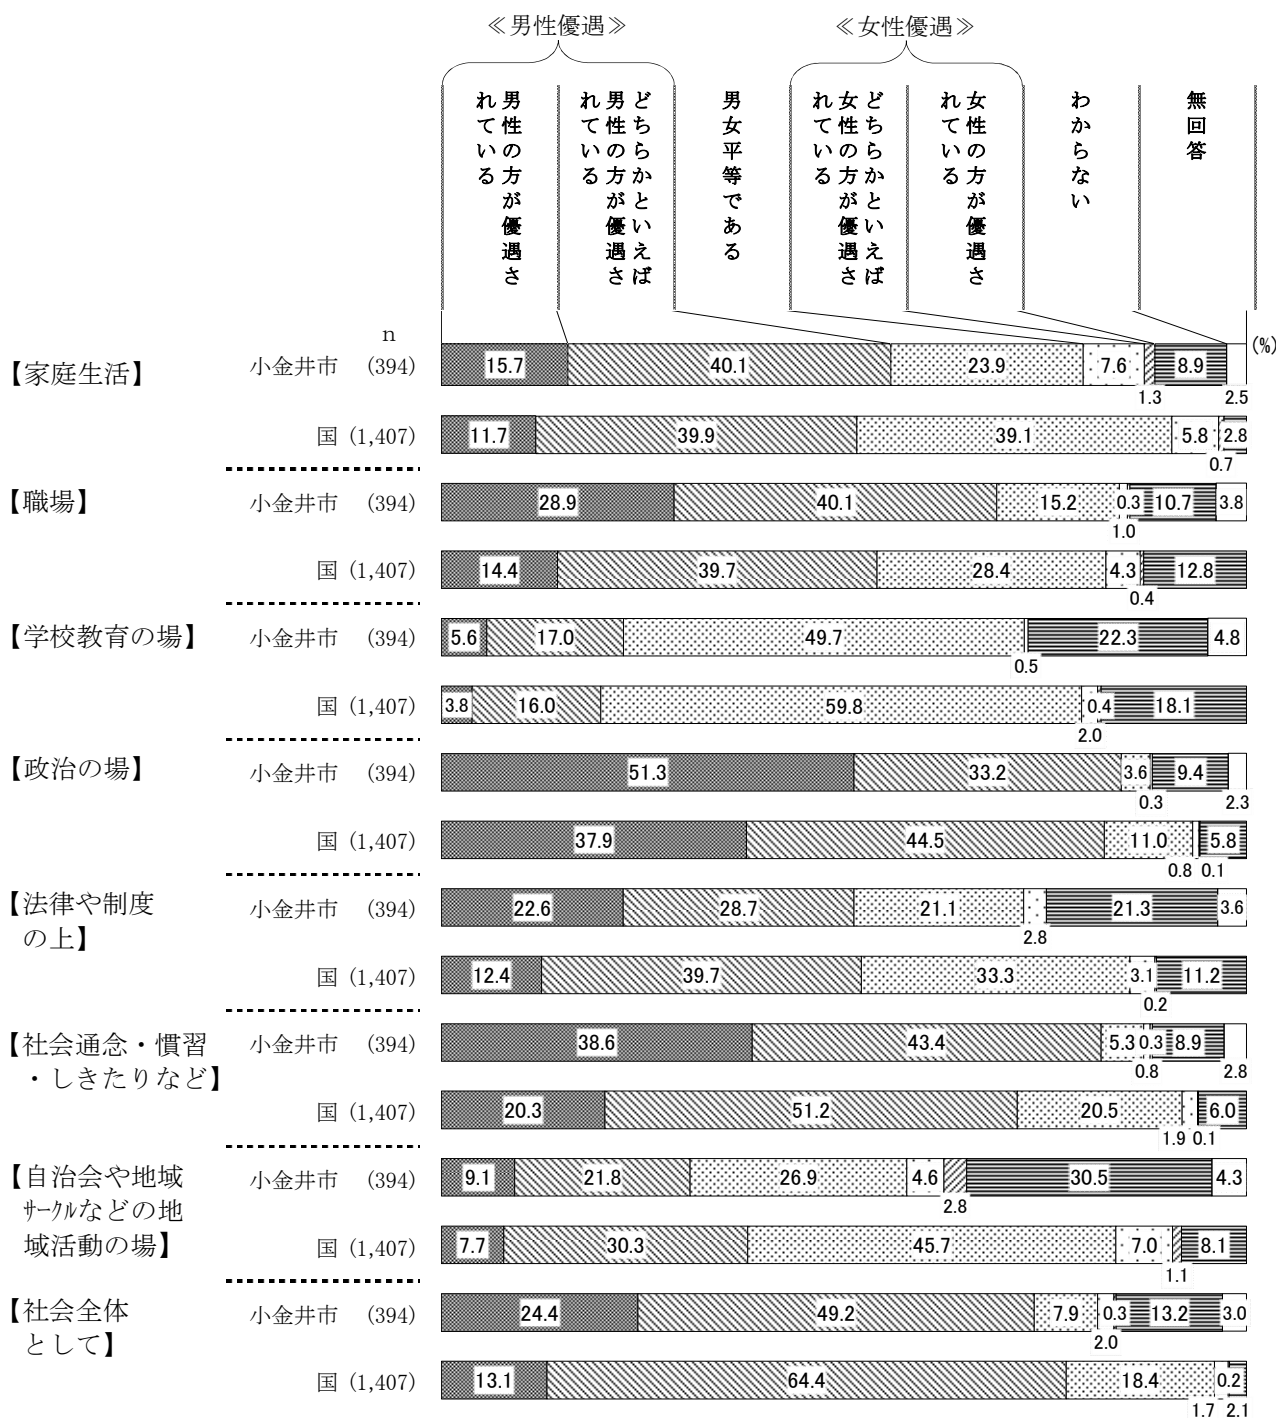 ≪男性優遇≫
≪女性優遇≫
男性の方が優遇さ
れている
どちらかといえば
男性の方が優遇さ
れている
男女平等である
どちらかといえば
女性の方が優遇さ
れている
女性の方が優遇さ
れている
わからない
無回答
n
(%)
【家庭生活】
小金井市 (394) 15.7 40.1 23.9 7.6 1.3 8.9 2.5
国 (1,407) 11.7 39.9 39.1 5.8 0.7 2.8
【職場】
小金井市 (394) 28.9 40.1 15.2 1.0 0.3 10.7 3.8
国 (1,407) 14.4 39.7 28.4 4.3 0.4 12.8
【学校教育の場】
小金井市 (394) 5.6 17.0 49.7 0.5 22.3 4.8
国 (1,407) 3.8 16.0 59.8 2.0 0.4 18.1
【政治の場】
小金井市 (394) 51.3 33.2 3.6 0.3 9.4 2.3
国 (1,407) 37.9 44.5 11.0 0.8 0.1 5.8
【法律や制度
の上】
小金井市 (394) 22.6 28.7 21.1 2.8 21.3 3.6
国 (1,407) 12.4 39.7 33.3 3.1 0.2 11.2
【社会通念・慣習
・しきたりなど】
小金井市 (394) 38.6 43.4 5.3 0.8 0.3 8.9 2.8
国 (1,407) 20.3 51.2 20.5 1.9 0.1 6.0
【自治会や地域
ｻｰｸﾙなどの地
域活動の場】
小金井市 (394) 9.1 21.8 26.9 4.6 2.8 30.5 4.3
国 (1,407) 7.7 30.3 45.7 7.0 1.1 8.1
【社会全体
として】
小金井市 (394) 24.4 49.2 7.9 2.0 0.3 13.2 3.0
国 (1,407) 13.1 64.4 18.4 1.7 0.2 2.1